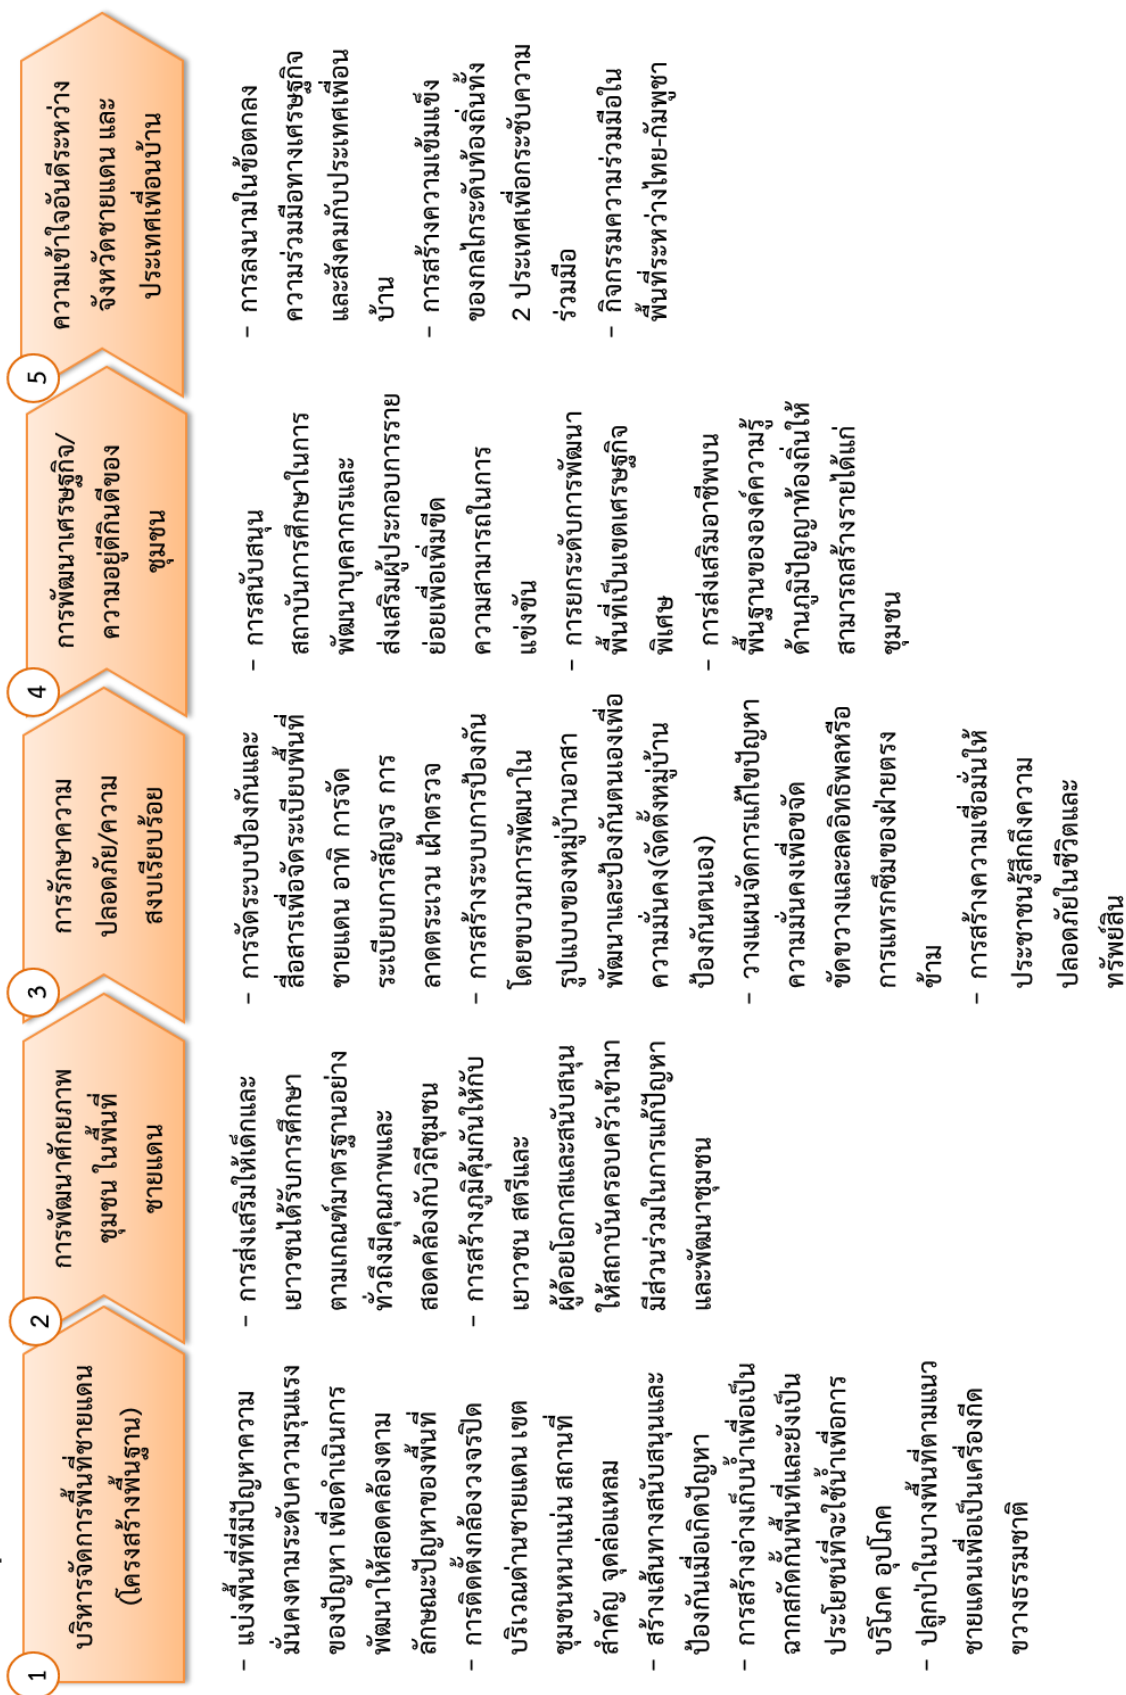 1
บริหารจัดการพื้นที่ชายแดน
(โครงสร้างพื้นฐาน)
– แบ่งพื้นที่ที่มีปัญหาความ
มั่นคงตามระดับความรุนแรง
ของปัญหา เพื่อดำเนินการ
พัฒนาให้สอดคล้องตาม
ลักษณะปัญหาของพื้นที่
– การติดตั้งกล้องวงจรปิด
บริเวณด่านชายแดน เขต
ชุมชนหนาแน่น สถานที่
สำคัญ จุดล่อแหลม
– สร้างเส้นทางสนับสนุนและ
ป้องกันเมื่อเกิดปัญหา
– การสร้างอ่างเก็บน้ำเพื่อเป็น
ฉากสกัดกั้นพื้นที่และยังเป็น
ประโยชน์ที่จะใช้น้ำเพื่อการ
บริโภค อุปโภค
– ปลูกป่าในบางพื้นที่ตามแนว
ชายแดนเพื่อเป็นเครื่องกีด
ขวางธรรมชาติ
2
การพัฒนาศักยภาพ
ชุมชน ในพื้นที่
ชายแดน
– การส่งเสริมให้เด็กและ
เยาวชนได้รับการศึกษา
ตามเกณฑ์มาตรฐานอย่าง
ทั่วถึงมีคุณภาพและ
สอดคล้องกับวิถีชุมชน
– การสร้างภูมิคุ้มกันให้กับ
เยาวชน สตรีและ
ผู้ด้อยโอกาสและสนับสนุน
ให้สถาบันครอบครัวเข้ามา
มีส่วนร่วมในการแก้ปัญหา
และพัฒนาชุมชน
3
การรักษาความ
ปลอดภัย/ความ
สงบเรียบร้อย
– การจัดระบบป้องกันและ
สื่อสารเพื่อจัดระเบียบพื้นที่
ชายแดน อาทิ การจัด
ระเบียบการสัญจร การ
ลาดตระเวน เฝ้าตรวจ
– การสร้างระบบการป้องกัน
โดยขบวนการพัฒนาใน
รูปแบบของหมู่บ้านอาสา
พัฒนาและป้องกันตนเองเพื่อ
ความมั่นคง(จัดตั้งหมู่บ้าน
ป้องกันตนเอง)
– วางแผนจัดการแก้ไขปัญหา
ความมั่นคงเพื่อขจัด
ขัดขวางและลดอิทธิพลหรือ
การแทรกซึมของฝ่ายตรง
ข้าม
– การสร้างความเชื่อมั่นให้
ประชาชนรู้สึกถึงความ
ปลอดภัยในชีวิตและ
ทรัพย์สิน
4
การพัฒนาเศรษฐกิจ/
ความอยู่ดีกินดีของ
ชุมชน
– การสนับสนุน
สถาบันการศึกษาในการ
พัฒนาบุคลากรและ
ส่งเสริมผู้ประกอบการราย
ย่อยเพื่อเพิ่มขีด
ความสามารถในการ
แข่งขัน
– การยกระดับการพัฒนา
พื้นที่เป็นเขตเศรษฐกิจ
พิเศษ
– การส่งเสริมอาชีพบน
พื้นฐานขององค์ความรู้
ด้านภูมิปัญญาท้องถิ่นให้
สามารถสร้างรายได้แก่
ชุมชน
5
ความเข้าใจอันดีระหว่าง
จังหวัดชายแดน และ
ประเทศเพื่อนบ้าน
– การลงนามในข้อตกลง
ความร่วมมือทางเศรษฐกิจ
และสังคมกับประเทศเพื่อน
บ้าน
– การสร้างความเข้มแข็ง
ของกลไกระดับท้องถิ่นทั้ง
2 ประเทศเพื่อกระชับความ
ร่วมมือ
– กิจกรรมความร่วมมือใน
พื้นที่ระหว่างไทย-กัมพูชา